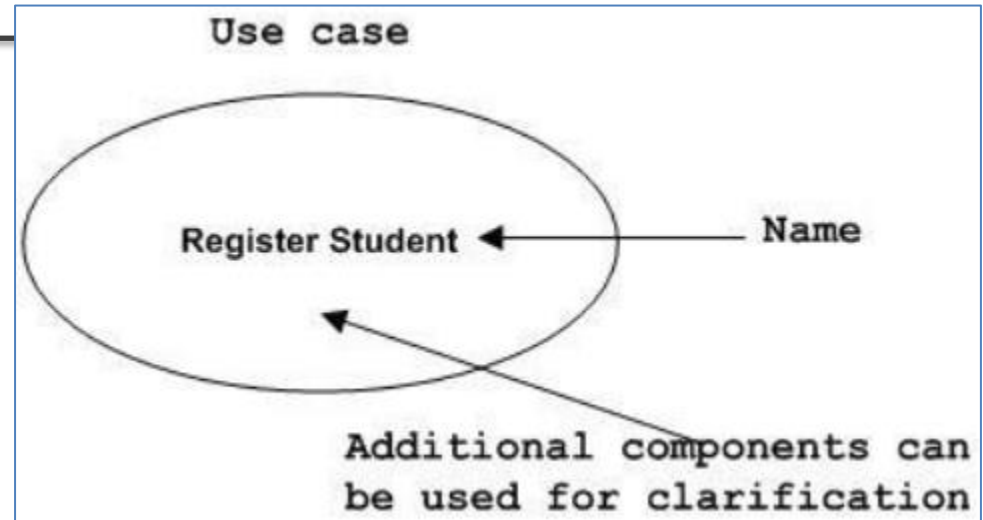 Use case
Register Student
Name
Additional components can
be used for clarification